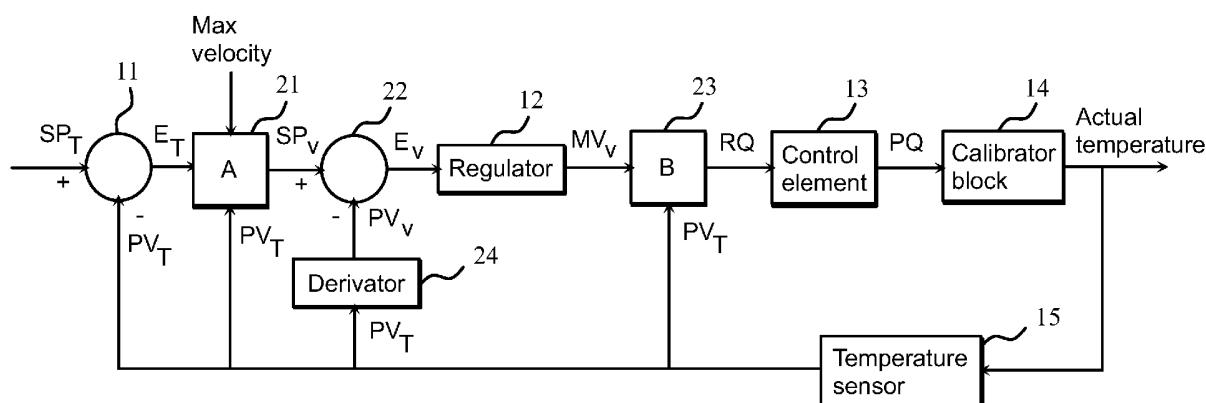 Max
velocity
11
21
22
12
23
13
14
Actual
temperature
SP_T
E_T
SP_v
E_v
MV_v
RQ
PQ
+
A
+
Regulator
B
Control
element
Calibrator
block
-
PV_T
PV_T
-
PV_v
PV_T
Derivator
24
PV_T
15
Temperature
sensor